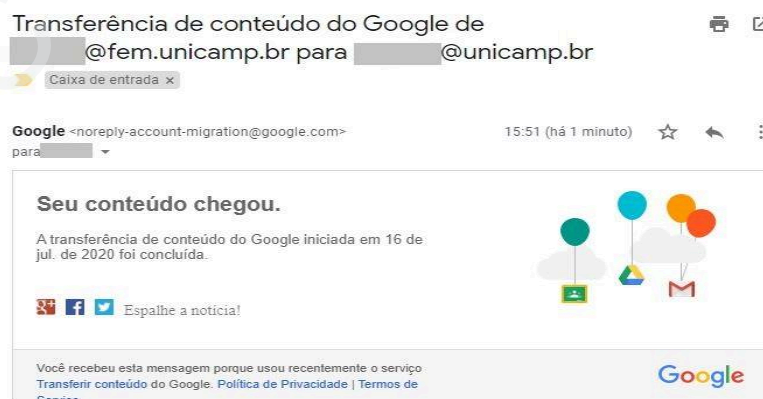 Transferência de conteúdo do Google de
@fem.unicamp.br para @unicamp.br
Caixa de entrada x
Google <noreply-account-migration@google.com>
15:51 (há 1 minuto)
para
Seu conteúdo chegou.
A transferência de conteúdo do Google iniciada em 16 de
jul. de 2020 foi concluída.
Espalhe a noticia!
Você recebeu esta mensagem porque usou recentemente o serviço
Transferir conteúdo do Google. Política de Privacidade | Termos de
Google